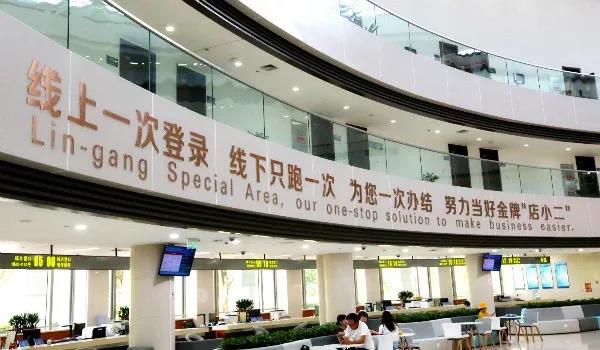 线上一次登录 线下只跑一次 为您一次办结 努力当好金牌"店小二"
Lin-gang Special Area, our one-stop solution to make business easier.